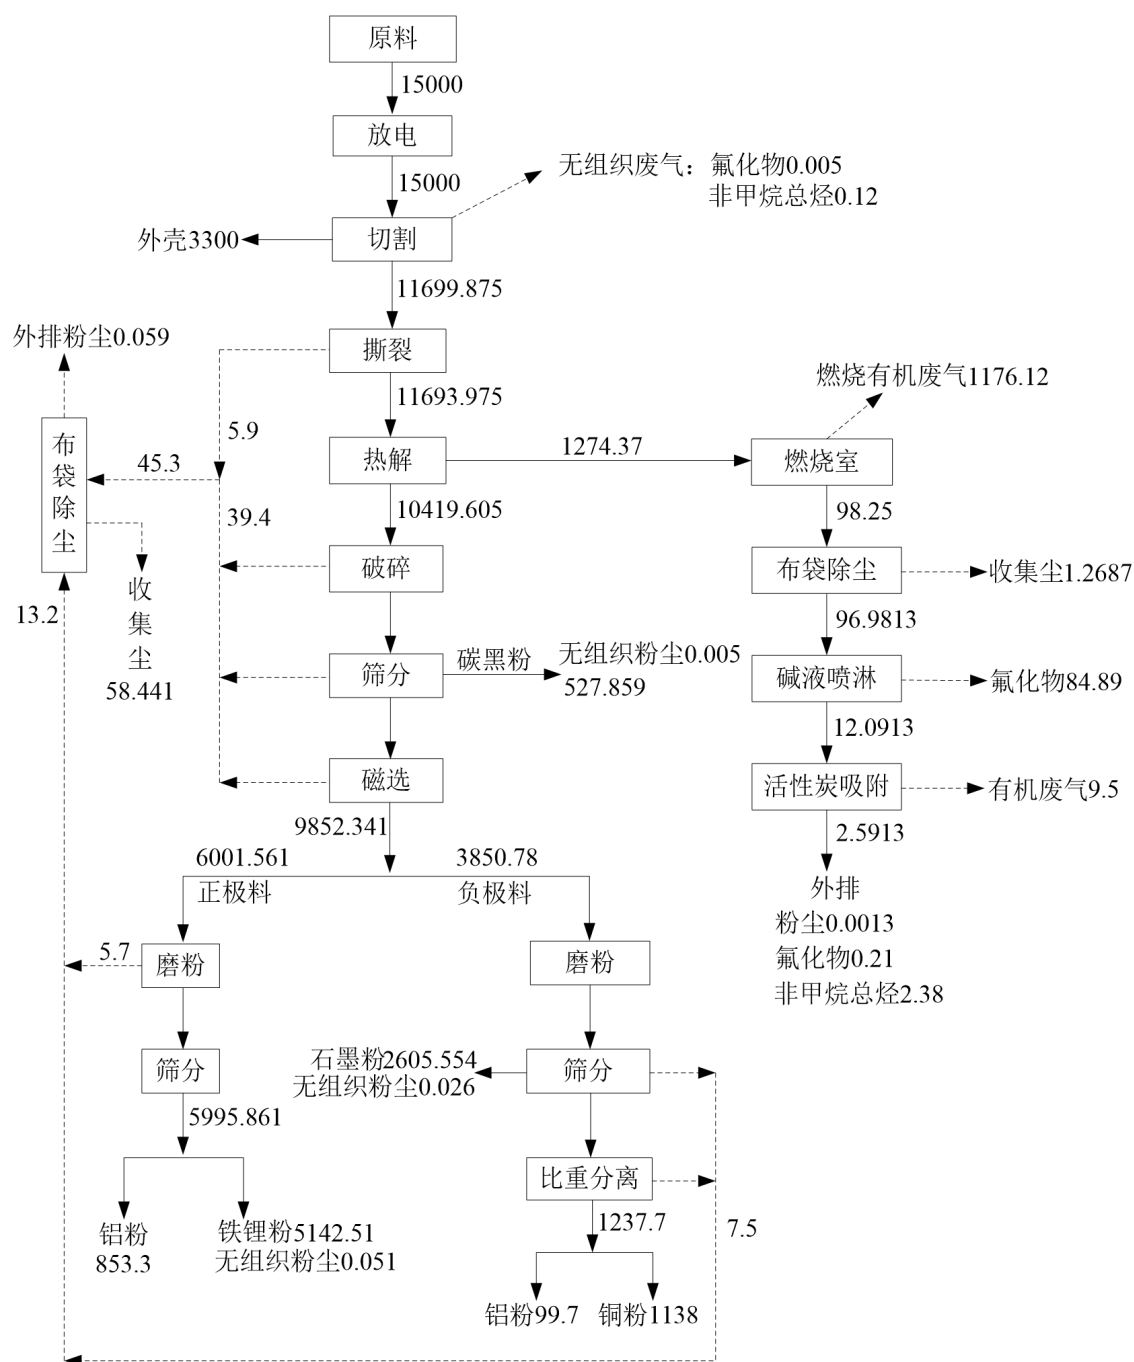 原料
15000
放电
15000
无组织废气：氟化物0.005
非甲烷总烃0.12
外壳3300
切割
11699.875
外排粉尘0.059
撕裂
11693.975
燃烧有机废气1176.12
布袋除尘
5.9
45.3
热解
1274.37
燃烧室
39.4
10419.605
98.25
破碎
布袋除尘
收集尘1.2687
13.2
收集尘
58.441
96.9813
筛分
碳黑粉
无组织粉尘0.005
527.859
碱液喷淋
氟化物84.89
12.0913
磁选
活性炭吸附
有机废气9.5
9852.341
2.5913
6001.561
3850.78
正极料
负极料
外排
粉尘0.0013
氟化物0.21
非甲烷总烃2.38
5.7
磨粉
磨粉
筛分
石墨粉2605.554
无组织粉尘0.026
筛分
5995.861
比重分离
铝粉
853.3
铁锂粉5142.51
无组织粉尘0.051
1237.7
7.5
铝粉99.7
铜粉1138